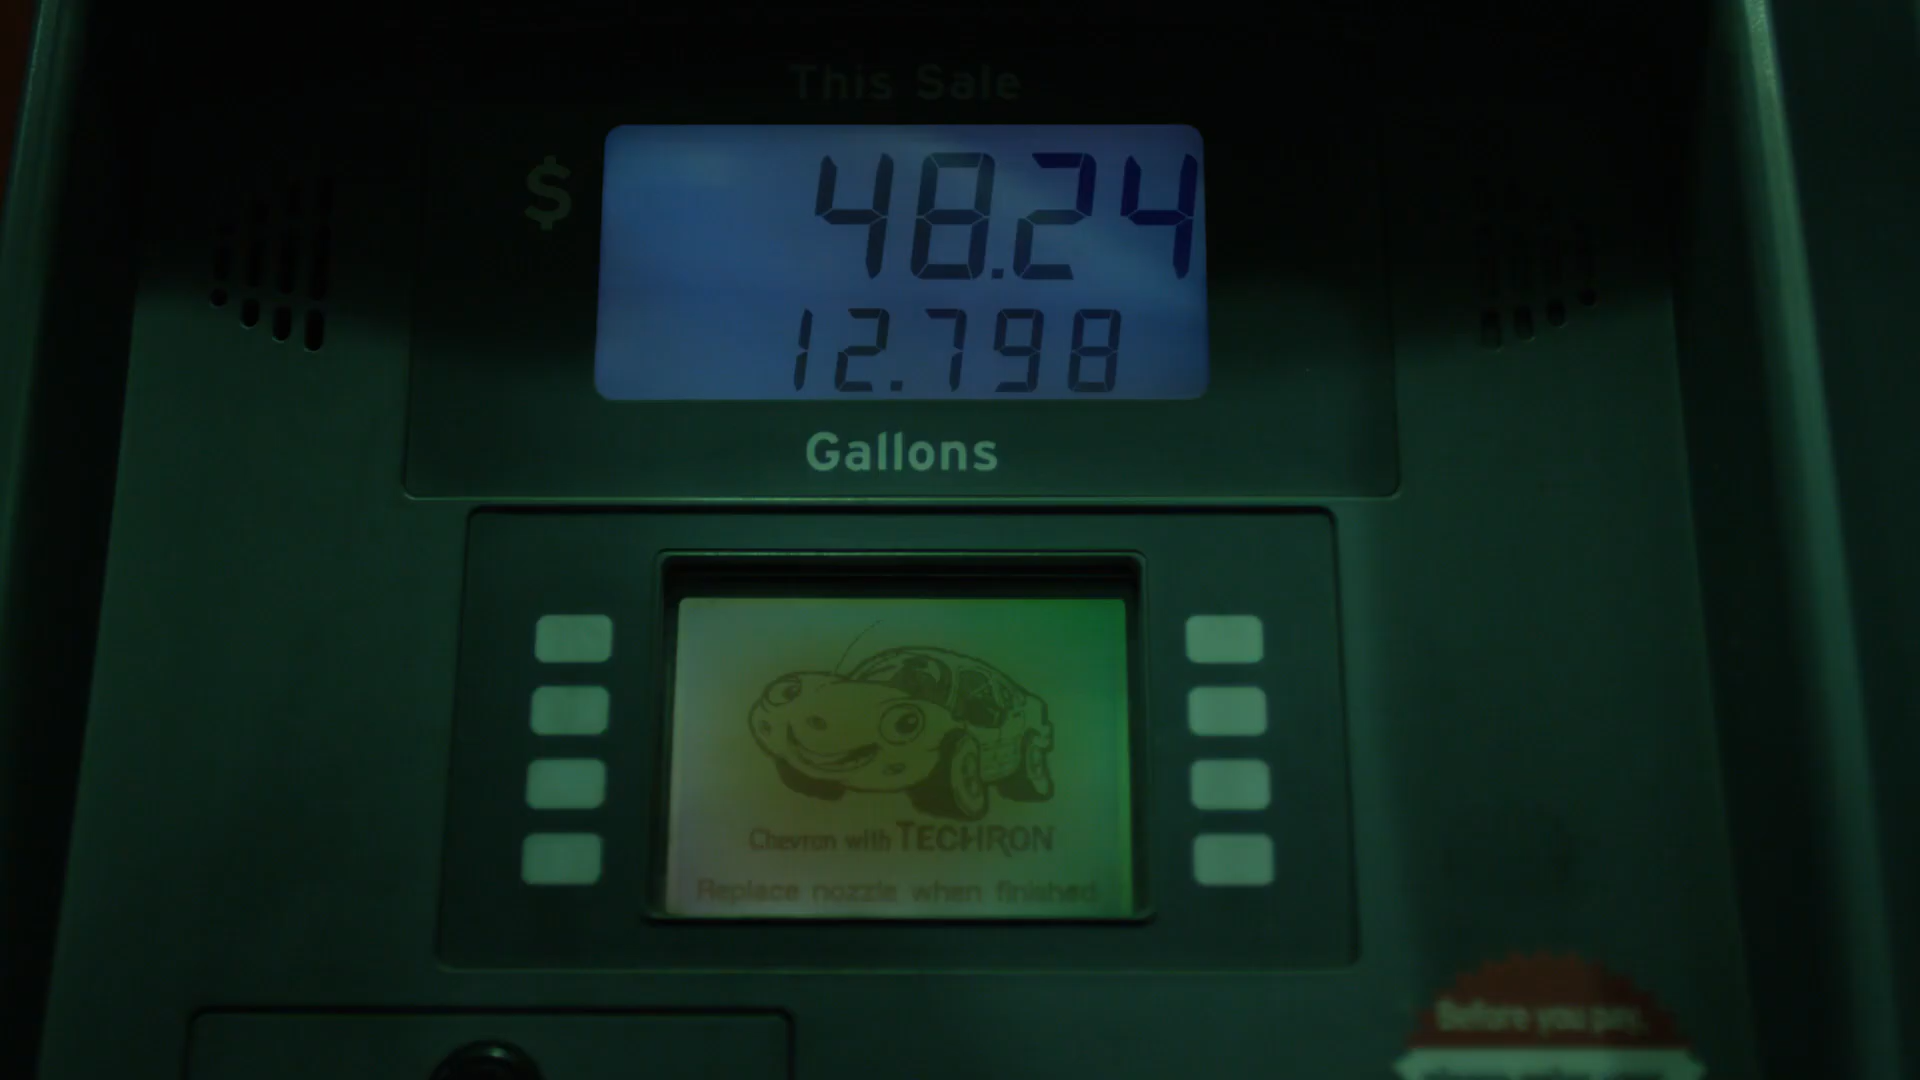 This Sale
$ 48.24
12.798
Gallons
Chevron with TECHRON
Replace nozzle when finished
Before you pay,